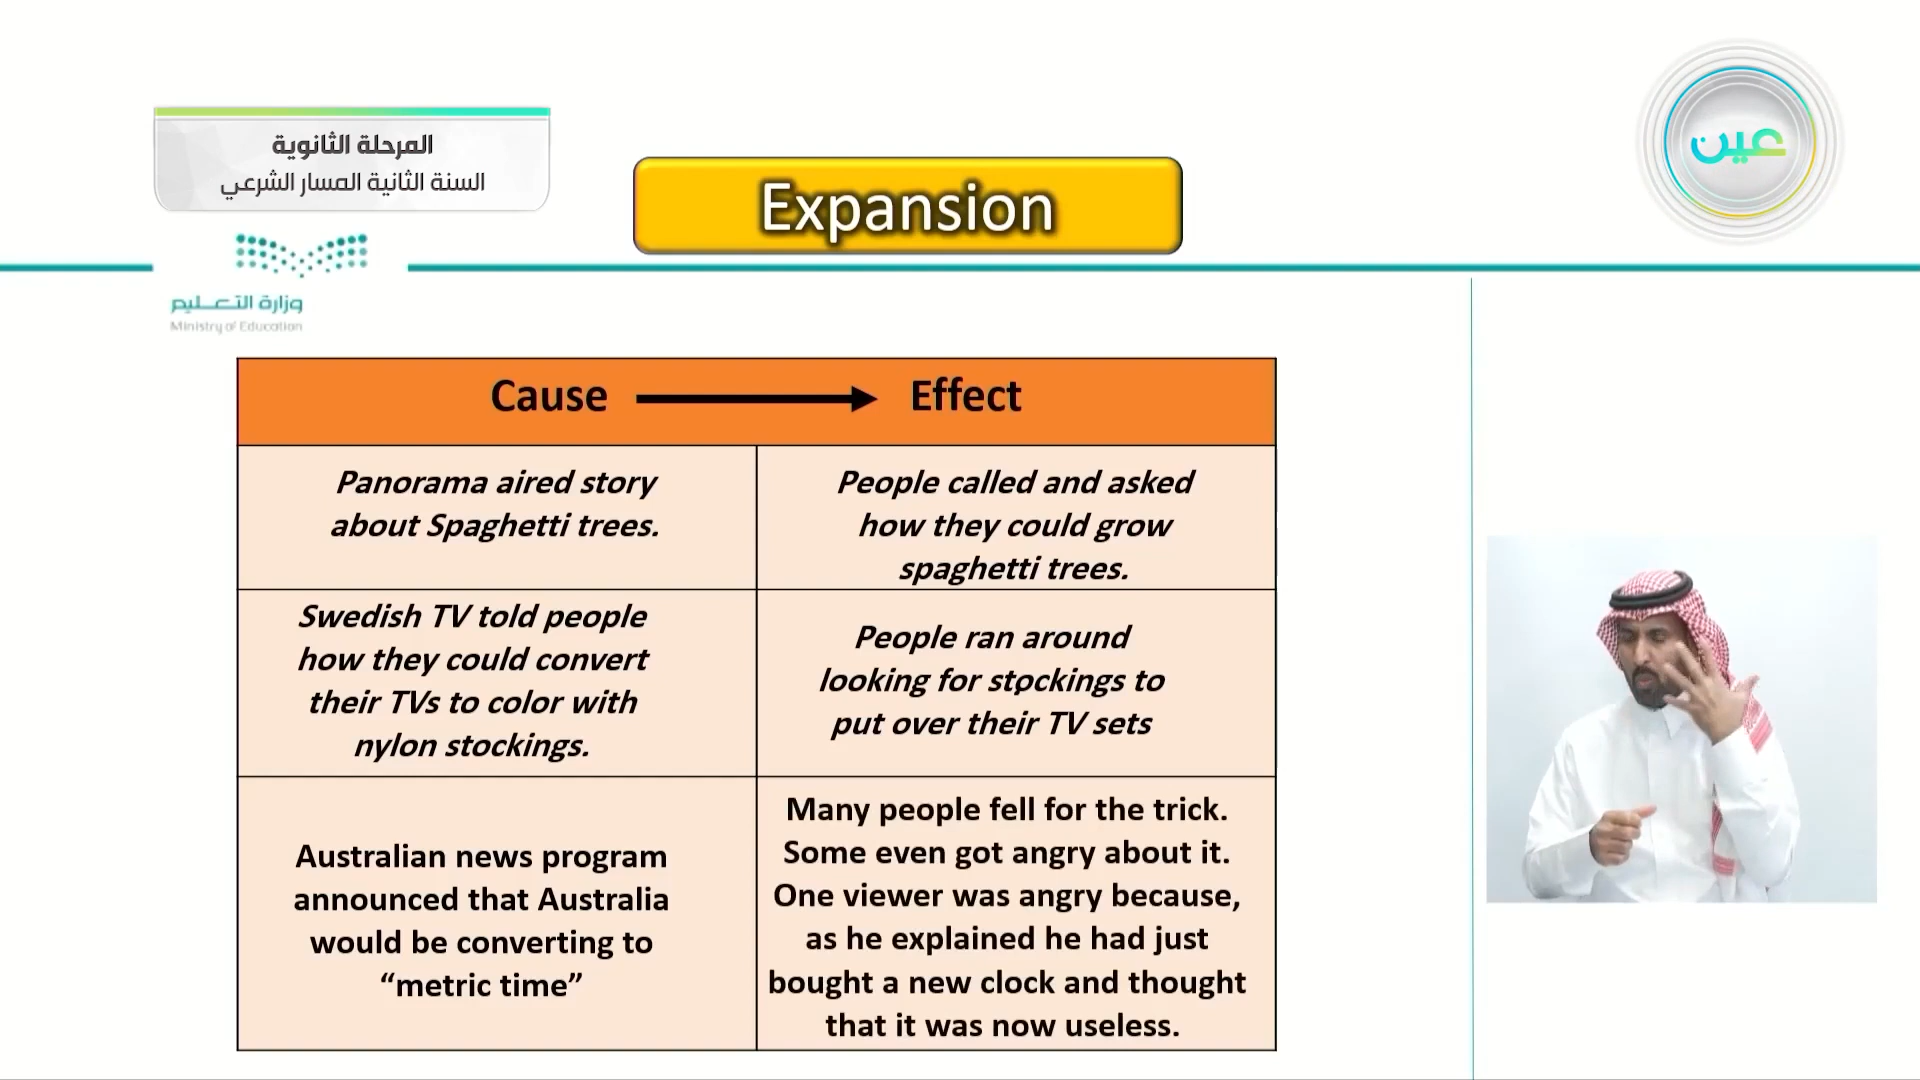 المرحلة الثانوية
السنة الثانية المسار الشرعي
عين
Expansion
وزارة التعـــليم
Ministry of Education
Cause Effect
Panorama aired story
about Spaghetti trees.
People called and asked
how they could grow
spaghetti trees.
Swedish TV told people
how they could convert
their TVs to color with
nylon stockings.
People ran around
looking for stockings to
put over their TV sets
Australian news program
announced that Australia
would be converting to
“metric time”
Many people fell for the trick.
Some even got angry about it.
One viewer was angry because,
as he explained he had just
bought a new clock and thought
that it was now useless.